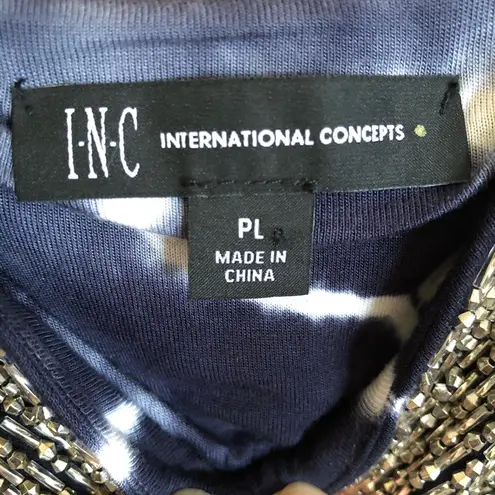 I·N·C INTERNATIONAL CONCEPTS
PL
MADE IN
CHINA